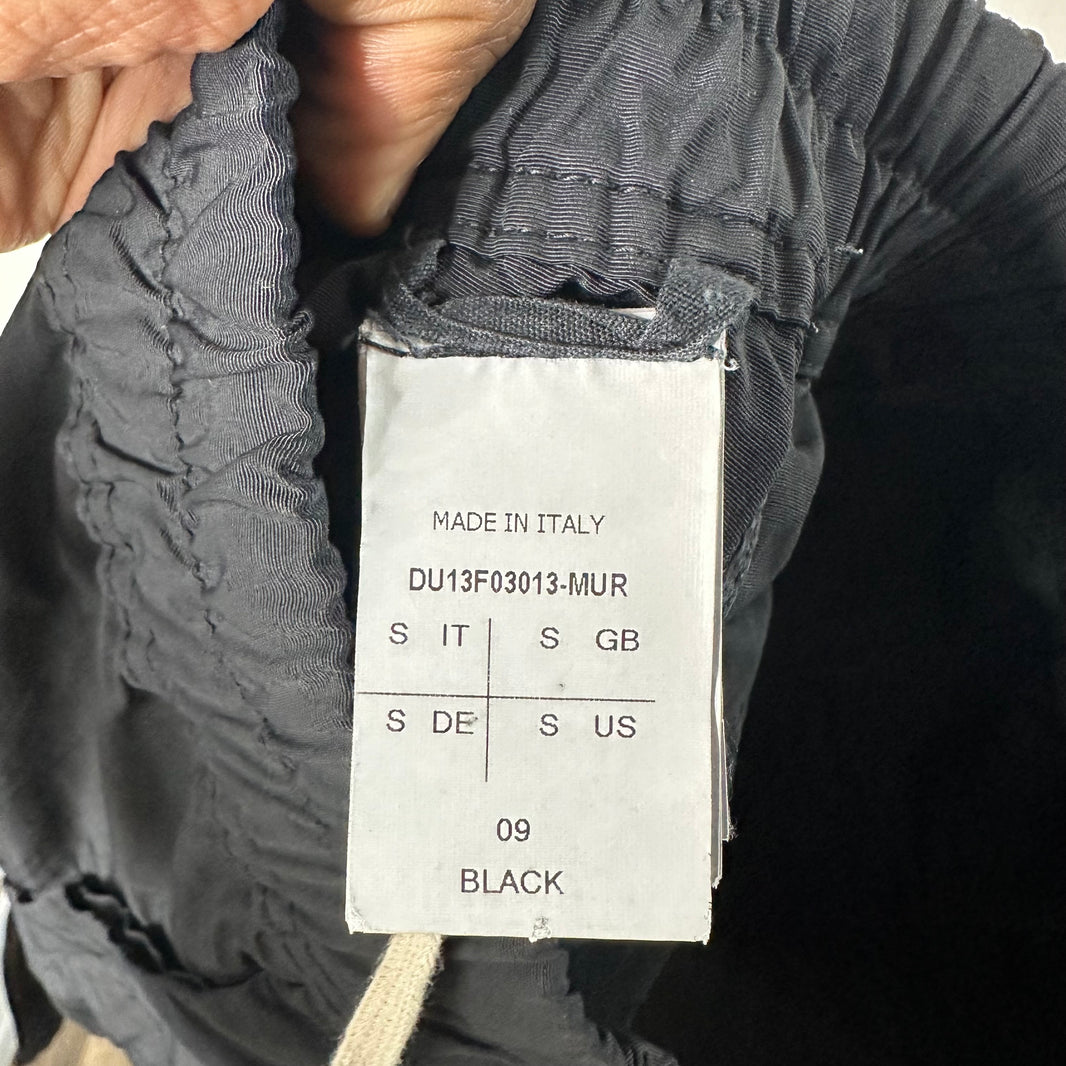 MADE IN ITALY
DU13F03013-MUR
S IT S GB
S DE S US
09
BLACK